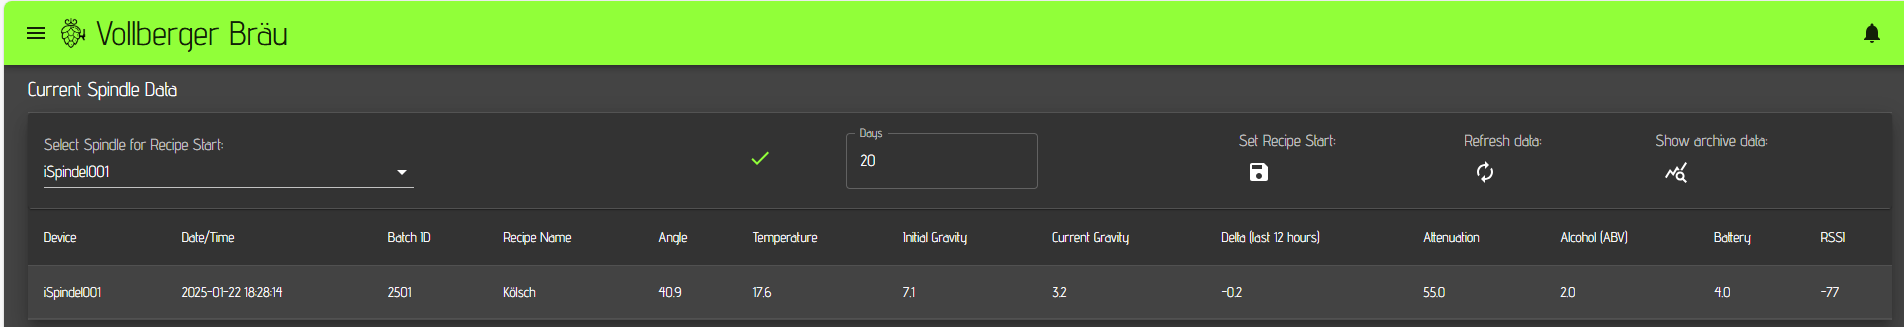 Vollberger Bräu
Current Spindle Data
Select Spindle for Recipe Start:
iSpindel001
Days
20
Set Recipe Start:
Refresh data:
Show archive data:
Device Date/Time Batch ID Recipe Name Angle Temperature Initial Gravity Current Gravity Delta (last 12 hours) Attenuation Alcohol (ABV) Battery RSSI
iSpindel001 2025-01-22 18:28:14 2501 Kölsch 40.9 17.6 7.1 3.2 -0.2 55.0 2.0 4.0 -77